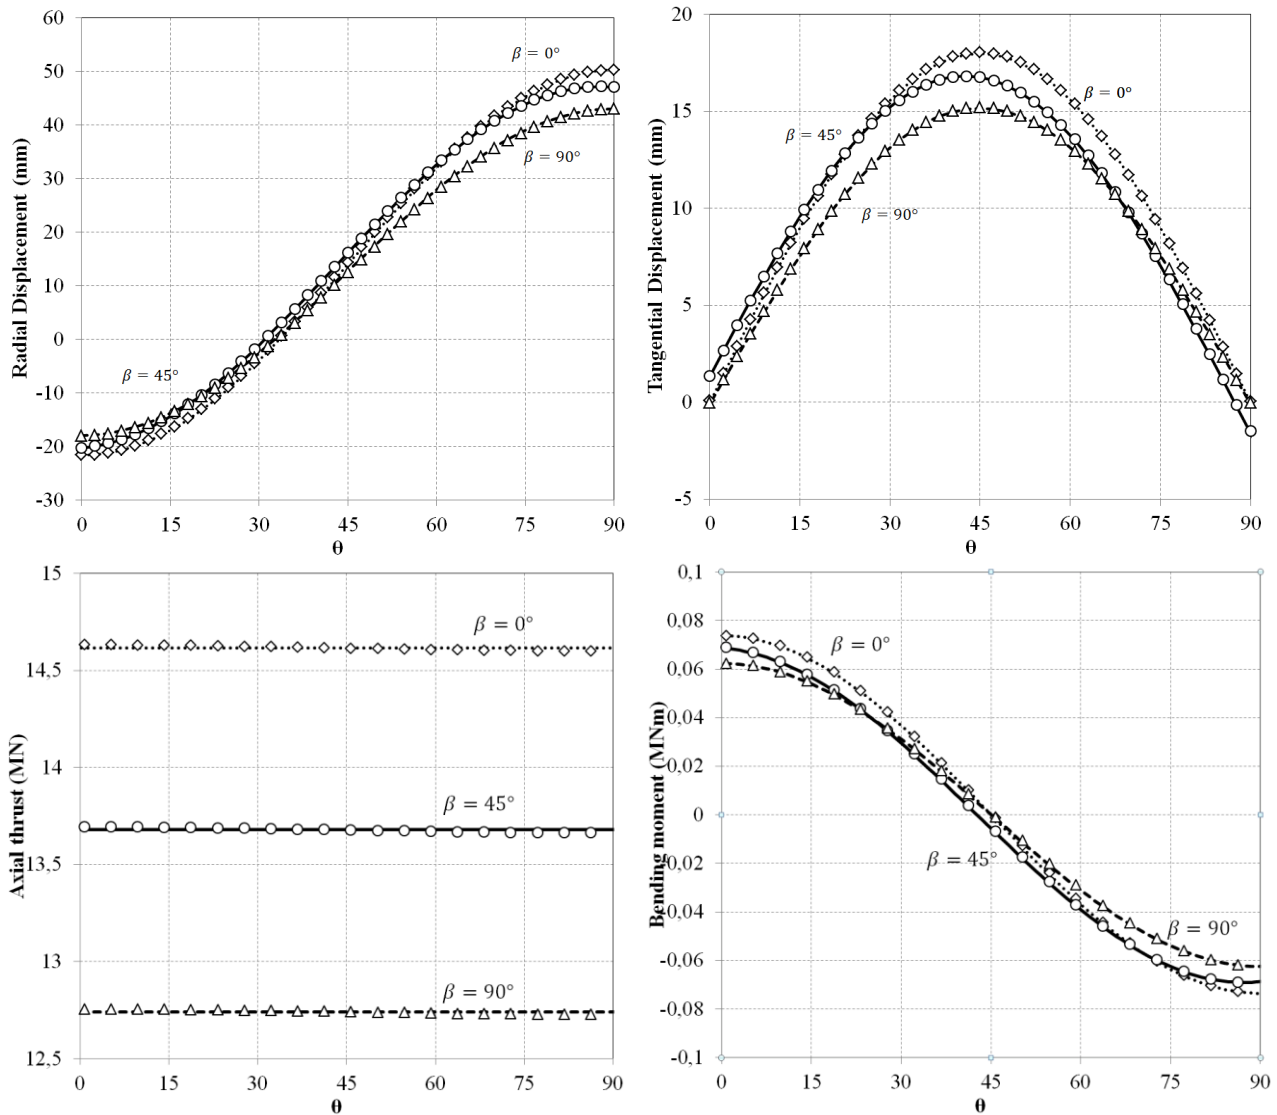 Radial Displacement (mm)
60
50
40
30
20
10
0
-10
-20
-30
β = 0°
β = 90°
β = 45°
0 15 30 45 60 75 90
θ
Tangential Displacement (mm)
20
15
10
5
0
-5
β = 0°
β = 45°
β = 90°
0 15 30 45 60 75 90
θ
Axial thrust (MN)
15
14,5
14
13,5
13
12,5
β = 0°
β = 45°
β = 90°
0 15 30 45 60 75 90
θ
Bending moment (MNm)
0,1
0,08
0,06
0,04
0,02
0
0,02
0,04
-0,06
-0,08
-0,1
β = 0°
β = 45°
β = 90°
0 15 30 45 60 75 90
θ